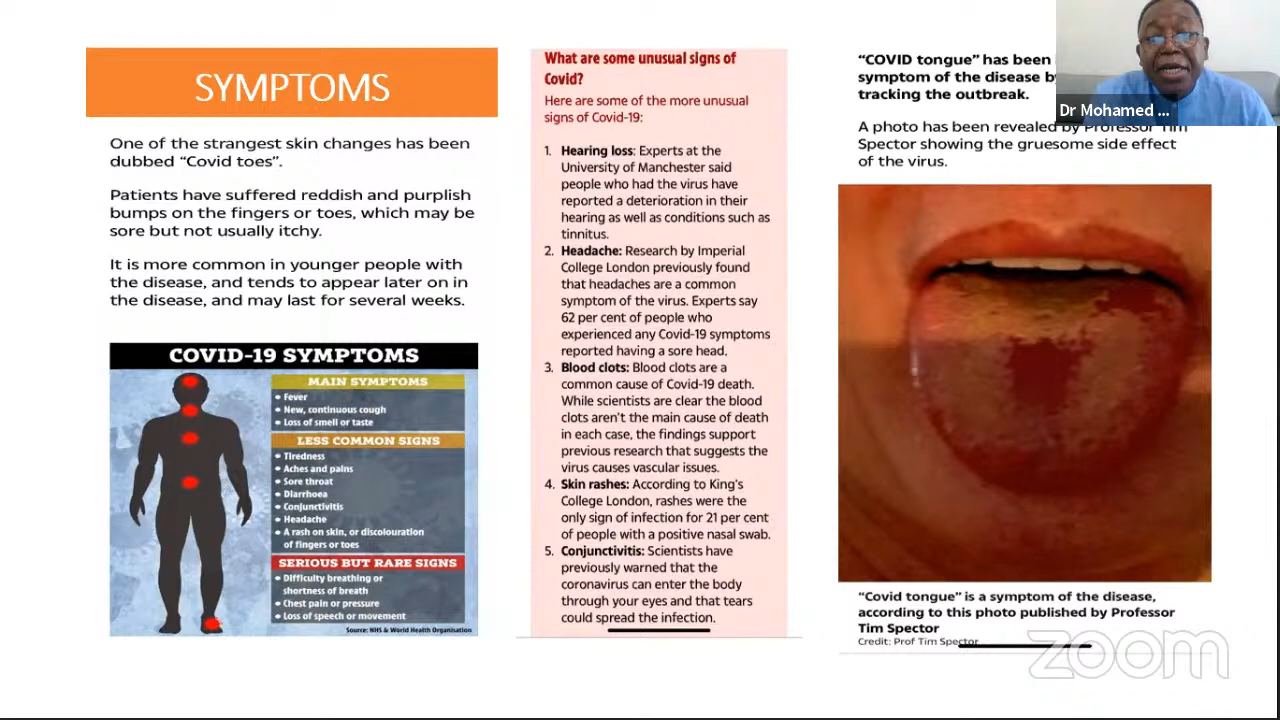 SYMPTOMS
One of the strangest skin changes has been
dubbed “Covid toes”.
Patients have suffered reddish and purplish
bumps on the fingers or toes, which may be
sore but not usually itchy.
It is more common in younger people with
the disease, and tends to appear later on in
the disease, and may last for several weeks.
COVID-19 SYMPTOMS
MAIN SYMPTOMS
• Fever
• New, continuous cough
• Loss of smell or taste
LESS COMMON SIGNS
• Tiredness
• Aches and pains
• Sore throat
• Diarrhoea
• Conjunctivitis
• Headache
• A rash on skin, or discolouration
of fingers or toes
SERIOUS BUT RARE SIGNS
• Difficulty breathing or
shortness of breath
• Chest pain or pressure
• Loss of speech or movement
Source: NHS & World Health Organisation
What are some unusual signs of
Covid?
Here are some of the more unusual
signs of Covid-19:
1. Hearing loss: Experts at the
University of Manchester said
people who had the virus have
reported a deterioration in their
hearing as well as conditions such as
tinnitus.
2. Headache: Research by Imperial
College London previously found
that headaches are a common
symptom of the virus. Experts say
62 per cent of people who
experienced any Covid-19 symptoms
reported having a sore head.
3. Blood clots: Blood clots are a
common cause of Covid-19 death.
While scientists are clear the blood
clots aren’t the main cause of death
in each case, the findings support
previous research that suggests the
virus causes vascular issues.
4. Skin rashes: According to King’s
College London, rashes were the
only sign of infection for 21 per cent
of people with a positive nasal swab.
5. Conjunctivitis: Scientists have
previously warned that the
coronavirus can enter the body
through your eyes and that tears
could spread the infection.
“COVID tongue” has been
symptom of the disease
tracking the outbreak.
A photo has been revealed by Professor Tim
Spector showing the gruesome side effect
of the virus.
Dr Mohamed ...
“Covid tongue” is a symptom of the disease,
according to this photo published by Professor
Tim Spector
Credit: Prof Tim Spector
zoom